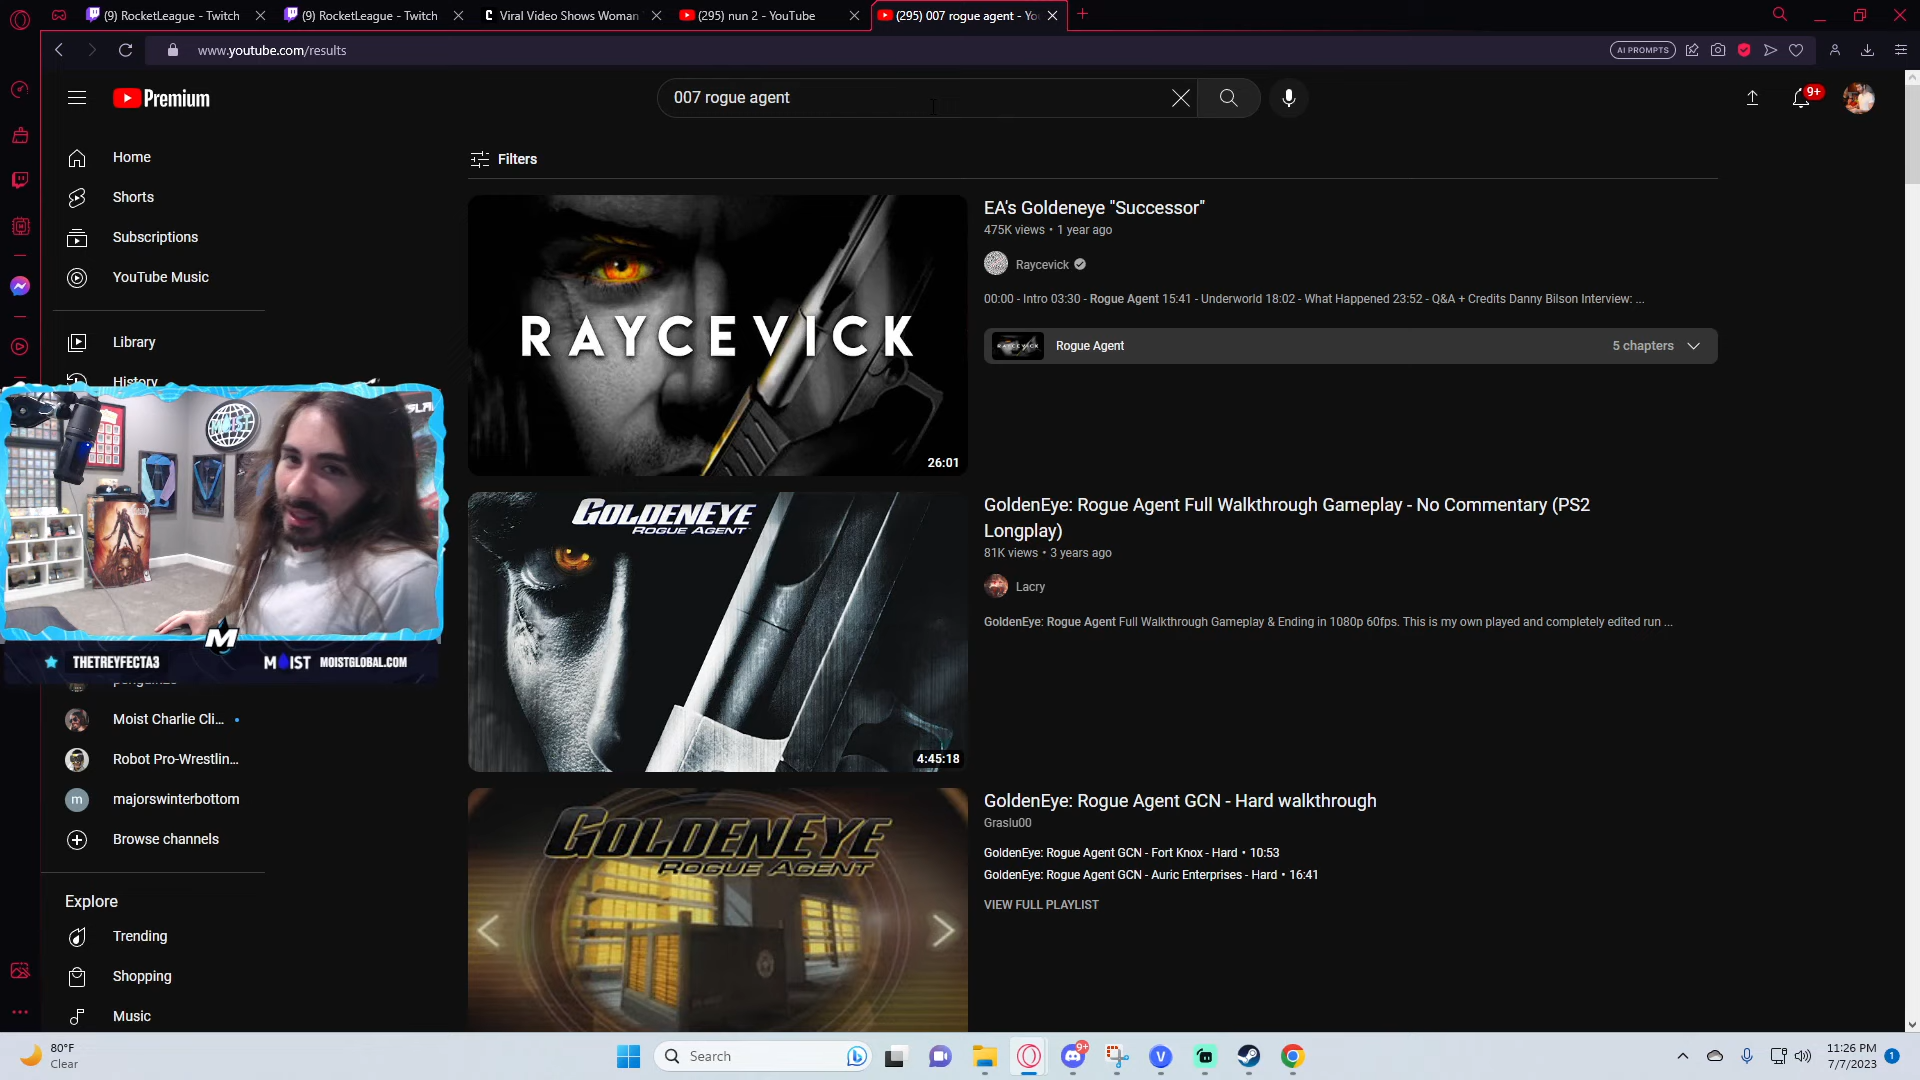 (9) RocketLeague - Twitch
(9) RocketLeague - Twitch
Viral Video Shows Woman
(295) nun 2 - YouTube
(295) 007 rogue agent - Yo
www.youtube.com/results
AI PROMPTS
Premium
007 rogue agent
9+
Home
Shorts
Subscriptions
YouTube Music
Library
History
Filters
RAYCEVICK
26:01
EA's Goldeneye "Successor"
475K views • 1 year ago
Raycevick
00:00 - Intro 03:30 - Rogue Agent 15:41 - Underworld 18:02 - What Happened 23:52 - Q&A + Credits Danny Bilson Interview: ...
Rogue Agent
5 chapters
GOLDENEYE
ROGUE AGENT
4:45:18
GoldenEye: Rogue Agent Full Walkthrough Gameplay - No Commentary (PS2
Longplay)
81K views • 3 years ago
Lacry
GoldenEye: Rogue Agent Full Walkthrough Gameplay & Ending in 1080p 60fps. This is my own played and completely edited run ...
MOIST
M
THETREYFECTA3
MOIST
MOISTGLOBAL.COM
Moist Charlie Cli...
Robot Pro-Wrestlin...
m
majorswinterbottom
Browse channels
Explore
Trending
Shopping
Music
GOLDENEYE
ROGUE AGENT
GoldenEye: Rogue Agent GCN - Hard walkthrough
Graslu00
GoldenEye: Rogue Agent GCN - Fort Knox - Hard • 10:53
GoldenEye: Rogue Agent GCN - Auric Enterprises - Hard • 16:41
VIEW FULL PLAYLIST
80°F
Clear
Search
9+
V
11:26 PM
7/7/2023
1